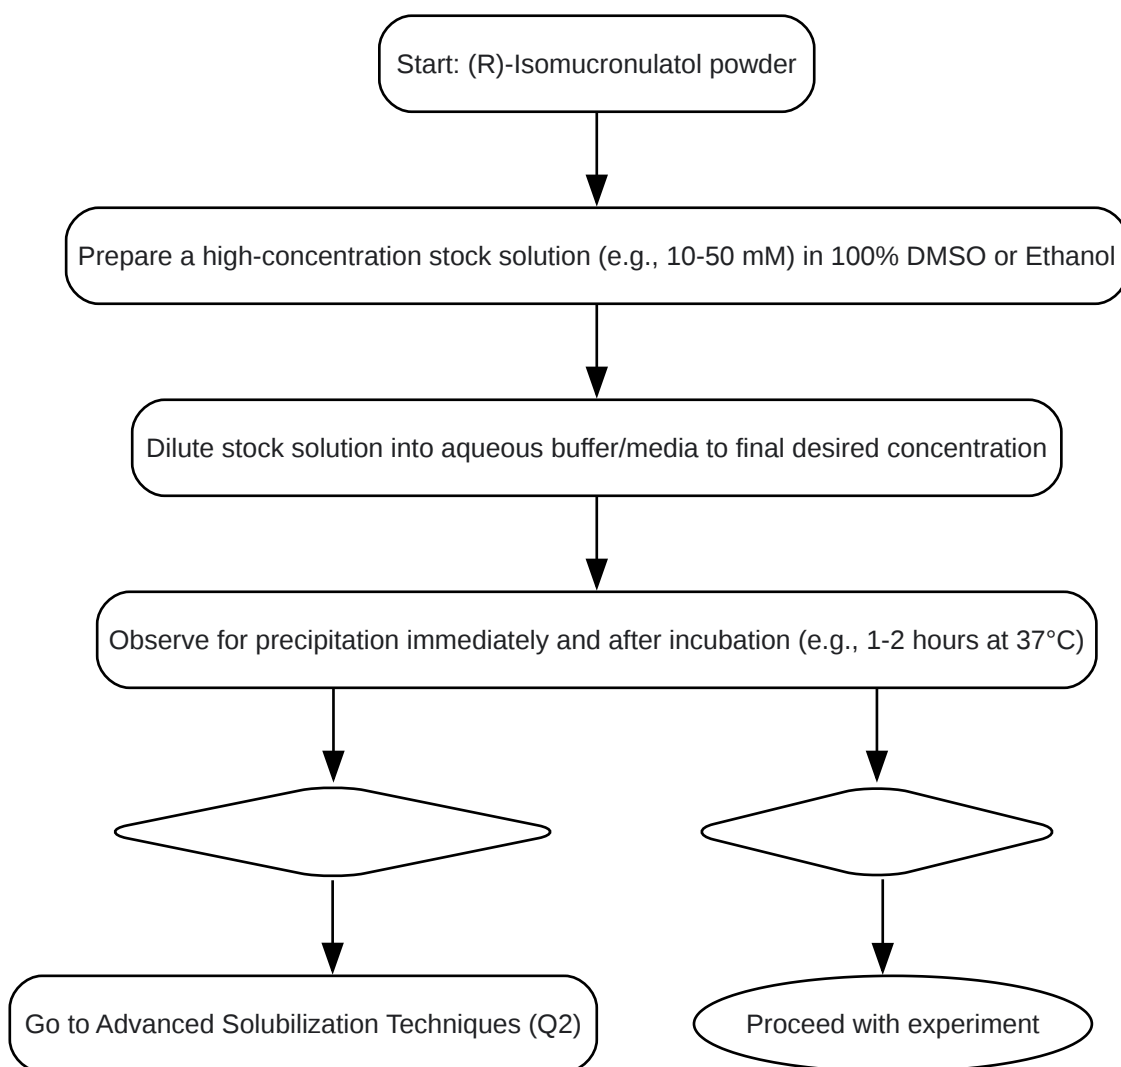 Start: (R)-Isomucronulatol powder
Prepare a high-concentration stock solution (e.g., 10-50 mM) in 100% DMSO or Ethanol
Dilute stock solution into aqueous buffer/media to final desired concentration
Observe for precipitation immediately and after incubation (e.g., 1-2 hours at 37°C)
Go to Advanced Solubilization Techniques (Q2)
Proceed with experiment